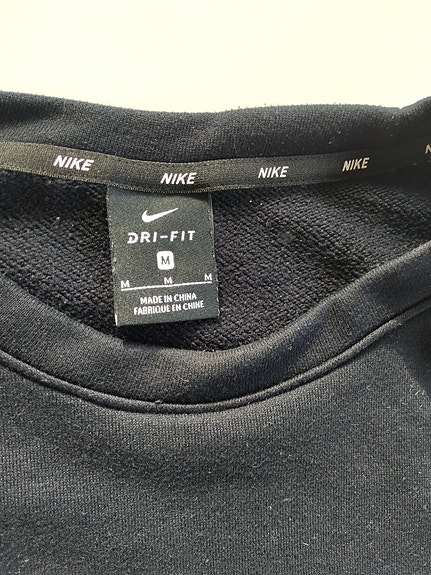 NIKE NIKE NIKE NIKE N
DRI-FIT
M
M M M
MADE IN CHINA
FABRIQUE EN CHINE